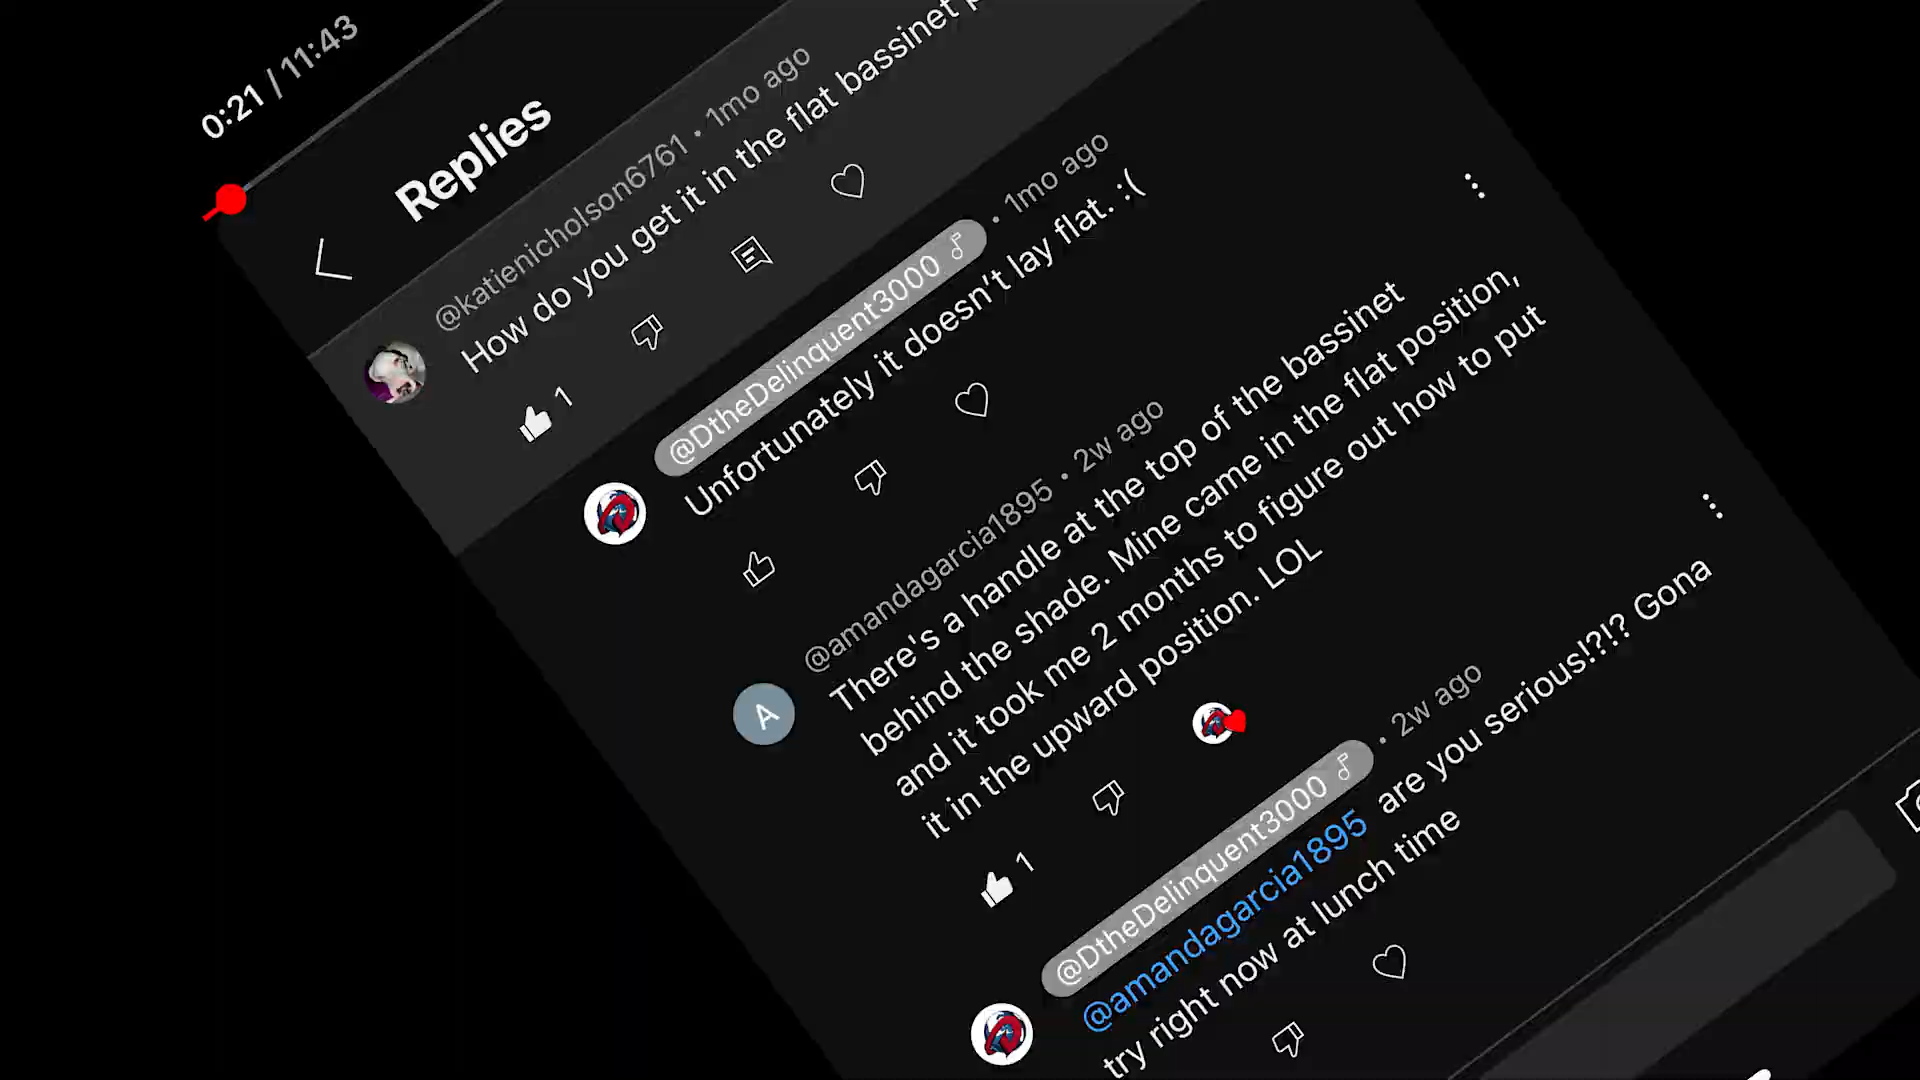 0:21 / 11:43
Replies
@katienicholson6761 • 1mo ago
How do you get it in the flat bassinet
1
@DtheDelinquent3000 • 1mo ago
Unfortunately it doesn't lay flat. :(
@amandagarcia1895 • 2w ago
There's a handle at the top of the bassinet
behind the shade. Mine came in the flat position,
and it took me 2 months to figure out how to put
it in the upward position. LOL
1
@DtheDelinquent3000 • 2w ago
@amandagarcia1895 are you serious!?!? Gona
try right now at lunch time
A